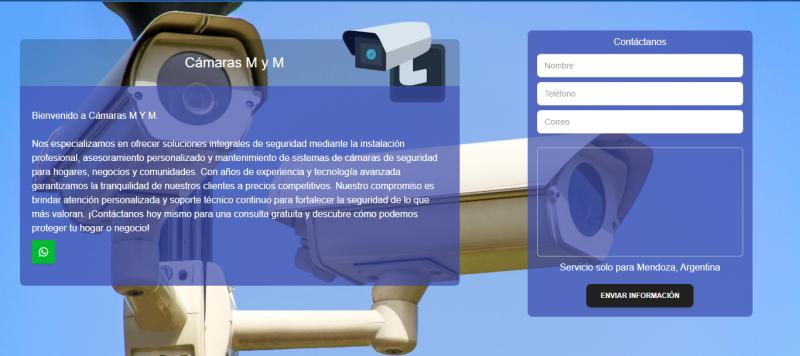 Cámaras M y M
Bienvenido a Cámaras M Y M.
Nos especializamos en ofrecer soluciones integrales de seguridad mediante la instalación
profesional, asesoramiento personalizado y mantenimiento de sistemas de cámaras de seguridad
para hogares, negocios y comunidades. Con años de experiencia y tecnología avanzada
garantizamos la tranquilidad de nuestros clientes a precios competitivos. Nuestro compromiso es
brindar atención personalizada y soporte técnico continuo para fortalecer la seguridad de lo que
más valoran. ¡Contáctanos hoy mismo para una consulta gratuita y descubre cómo podemos
proteger tu hogar o negocio!
Contáctanos
Nombre
Teléfono
Correo
Servicio solo para Mendoza, Argentina
ENVIAR INFORMACIÓN